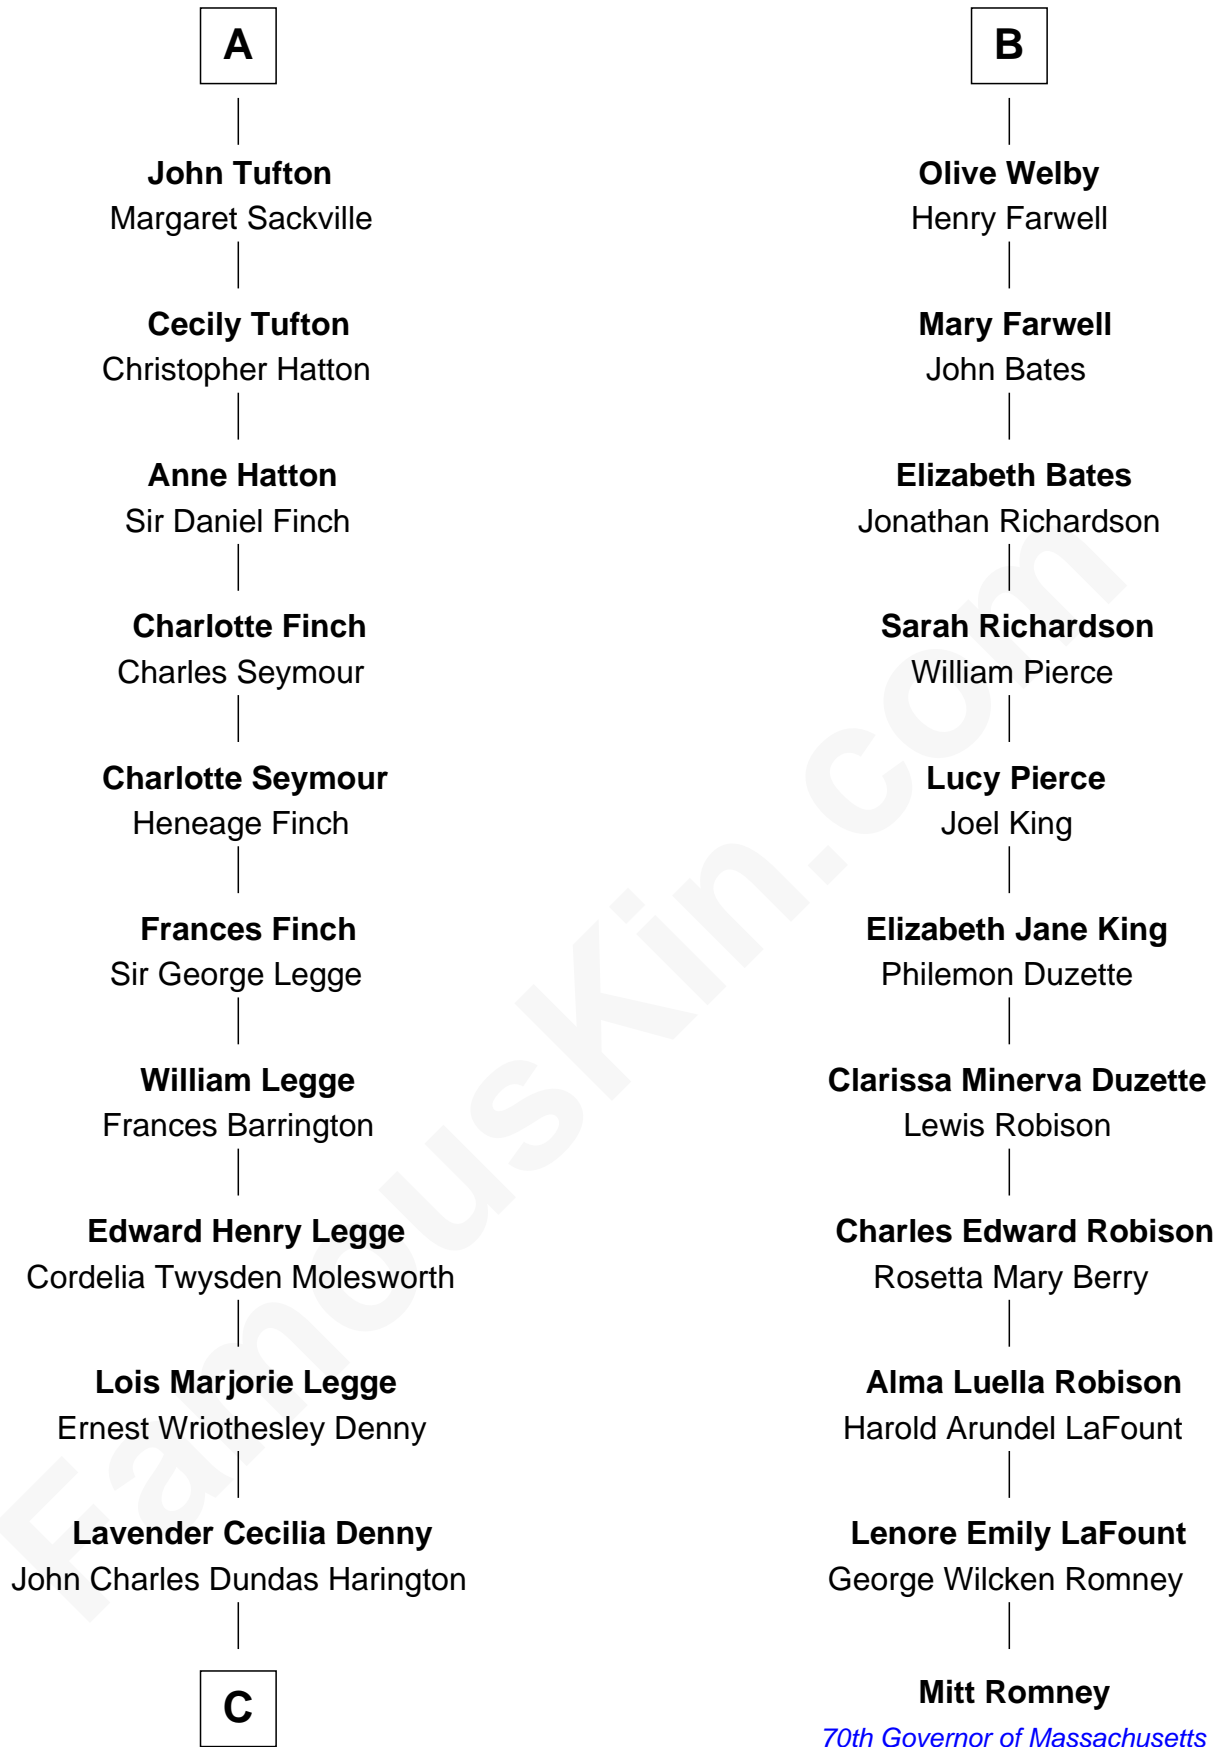 A
John Tufton
Margaret Sackville
Cecily Tufton
Christopher Hatton
Anne Hatton
Sir Daniel Finch
Charlotte Finch
Charles Seymour
Charlotte Seymour
Heneage Finch
Frances Finch
Sir George Legge
William Legge
Frances Barrington
Edward Henry Legge
Cordelia Twysden Molesworth
Lois Marjorie Legge
Ernest Wriothesley Denny
Lavender Cecilia Denny
John Charles Dundas Harington
C
B
Olive Welby
Henry Farwell
Mary Farwell
John Bates
Elizabeth Bates
Jonathan Richardson
Sarah Richardson
William Pierce
Lucy Pierce
Joel King
Elizabeth Jane King
Philemon Duzette
Clarissa Minerva Duzette
Lewis Robison
Charles Edward Robison
Rosetta Mary Berry
Alma Luella Robison
Harold Arundel LaFount
Lenore Emily LaFount
George Wilcken Romney
Mitt Romney
70th Governor of Massachusetts
FamousKin.com